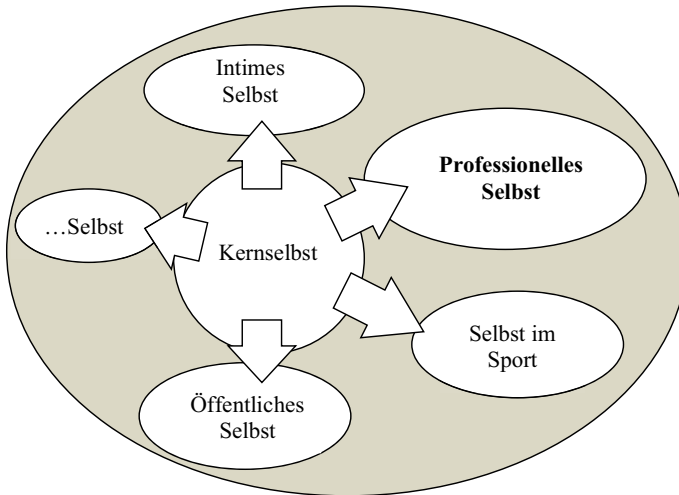 Intimes
Selbst
Professionelles
Selbst
…Selbst
Kernselbst
Selbst im
Sport
Öffentliches
Selbst